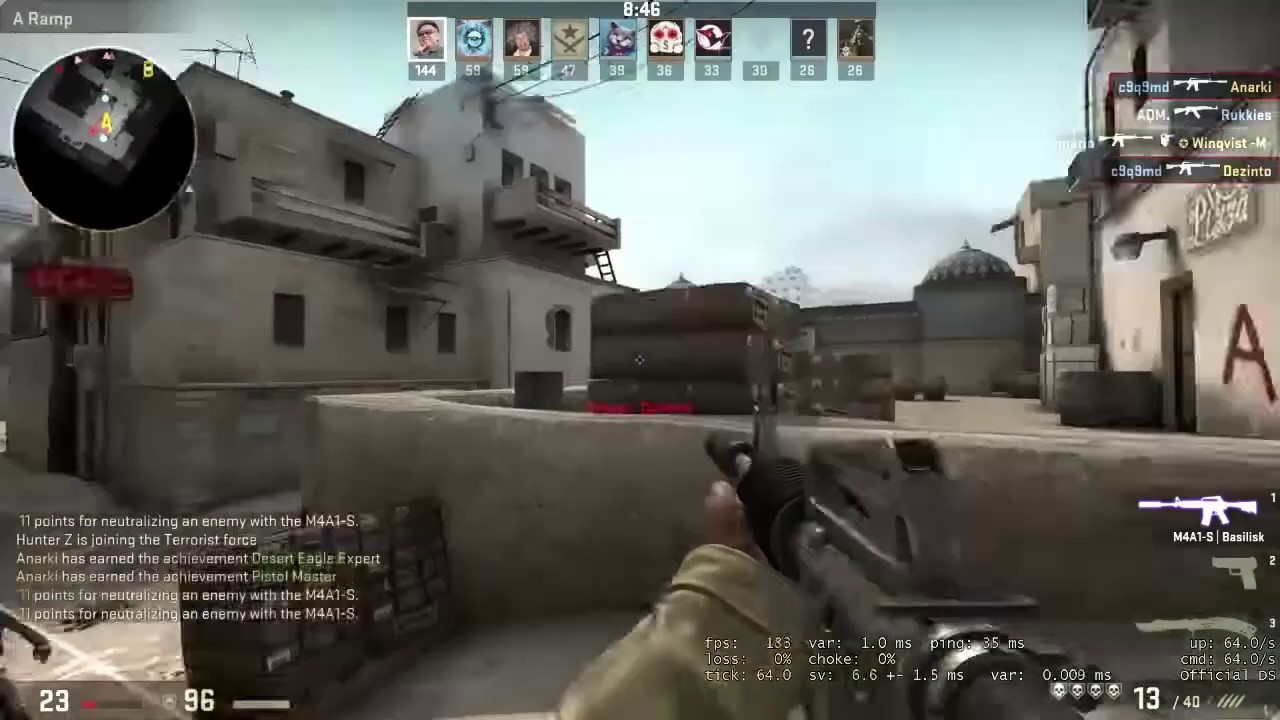 A Ramp
8:46
144 59 59 47 39 36 33 30 26 26
?
S
B
A
c9q9md Anarki
ADM. Rukkies
Winqvist -M
c9q9md Dezinto
Pizza
A
Dezinto
11 points for neutralizing an enemy with the M4A1-S.
Hunter Z is joining the Terrorist force
Anarki has earned the achievement Desert Eagle Expert
Anarki has earned the achievement Pistol Master
11 points for neutralizing an enemy with the M4A1-S.
11 points for neutralizing an enemy with the M4A1-S.
1
M4A1-S | Basilisk
2
3
fps: 183 var: 1.0 ms ping: 35 ms
loss: 0% choke: 0%
tick: 64.0 sv: 6.6 +- 1.5 ms var: 0.009 ms
up: 64.0/s
cmd: 64.0/s
Official DS
23 96
13 / 40